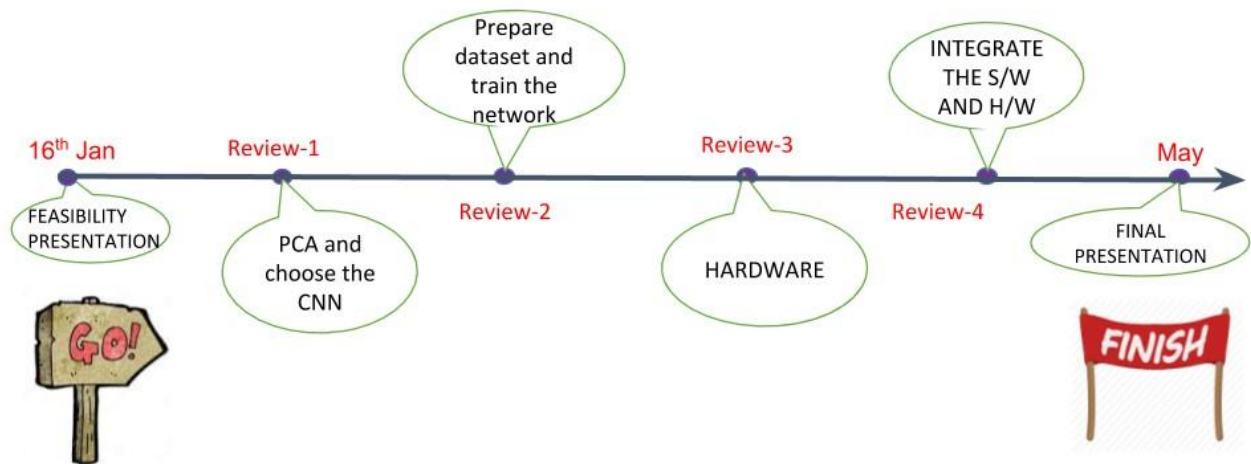 Prepare
dataset and
train the
network
INTEGRATE
THE S/W
AND H/W
16th Jan
Review-1
Review-3
May
Review-2
Review-4
FEASIBILITY
PRESENTATION
PCA and
choose the
CNN
HARDWARE
FINAL
PRESENTATION
GO!
FINISH